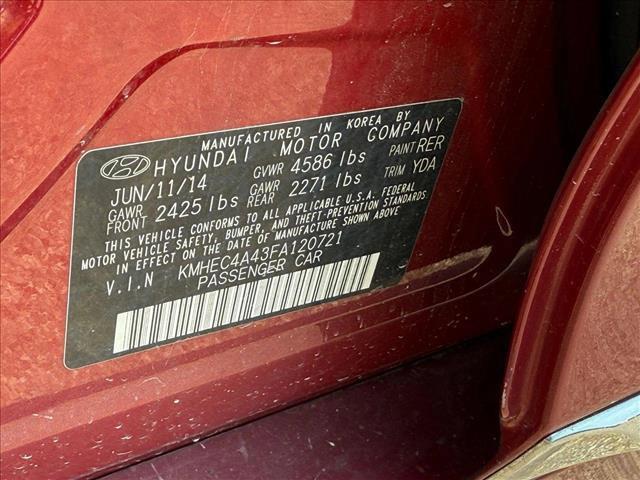 MANUFACTURED IN KOREA BY
HYUNDAI MOTOR COMPANY
JUN/11/14 GVWR 4586 lbs PAINT RER
GAWR FRONT 2425 lbs GAWR REAR 2271 lbs TRIM YDA
THIS VEHICLE CONFORMS TO ALL APPLICABLE U.S.A. FEDERAL
MOTOR VEHICLE SAFETY, BUMPER, AND THEFT-PREVENTION STANDARDS
IN EFFECT ON THE DATE OF MANUFACTURE SHOWN ABOVE
V.I.N KMHEC4A43FA120721
PASSENGER CAR